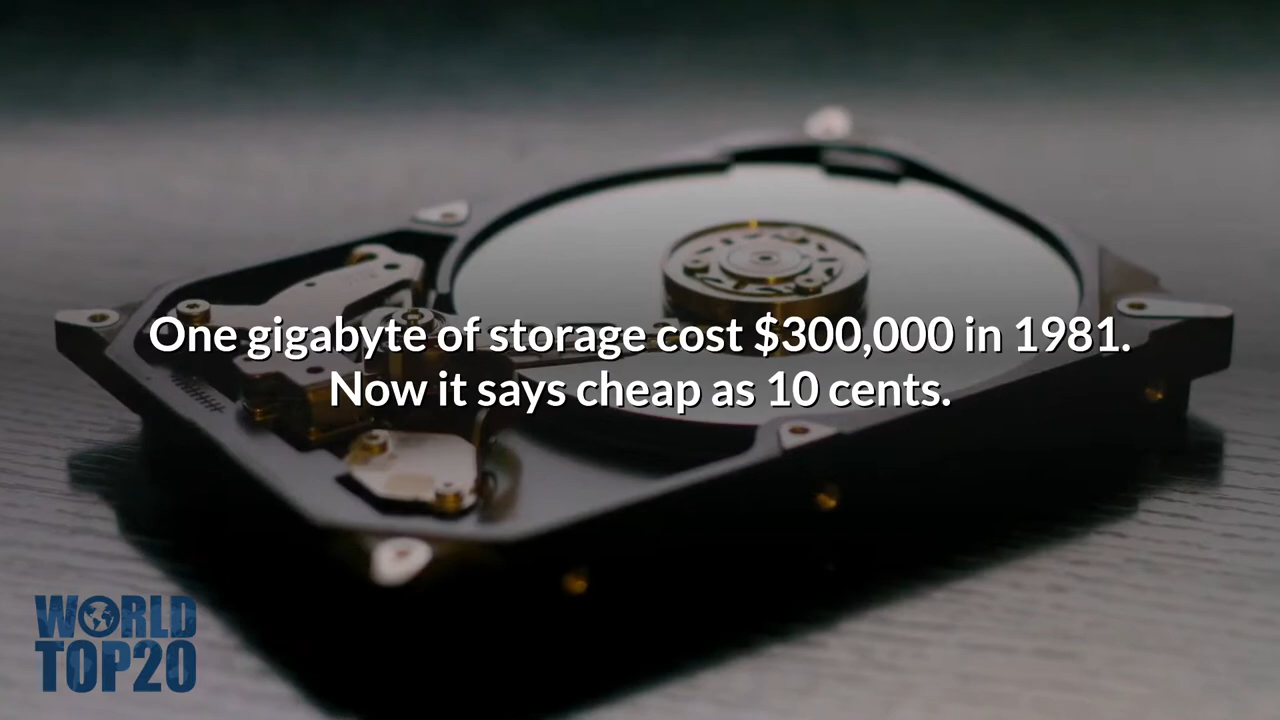 One gigabyte of storage cost $300,000 in 1981.
Now it says cheap as 10 cents.
WORLD
TOP20